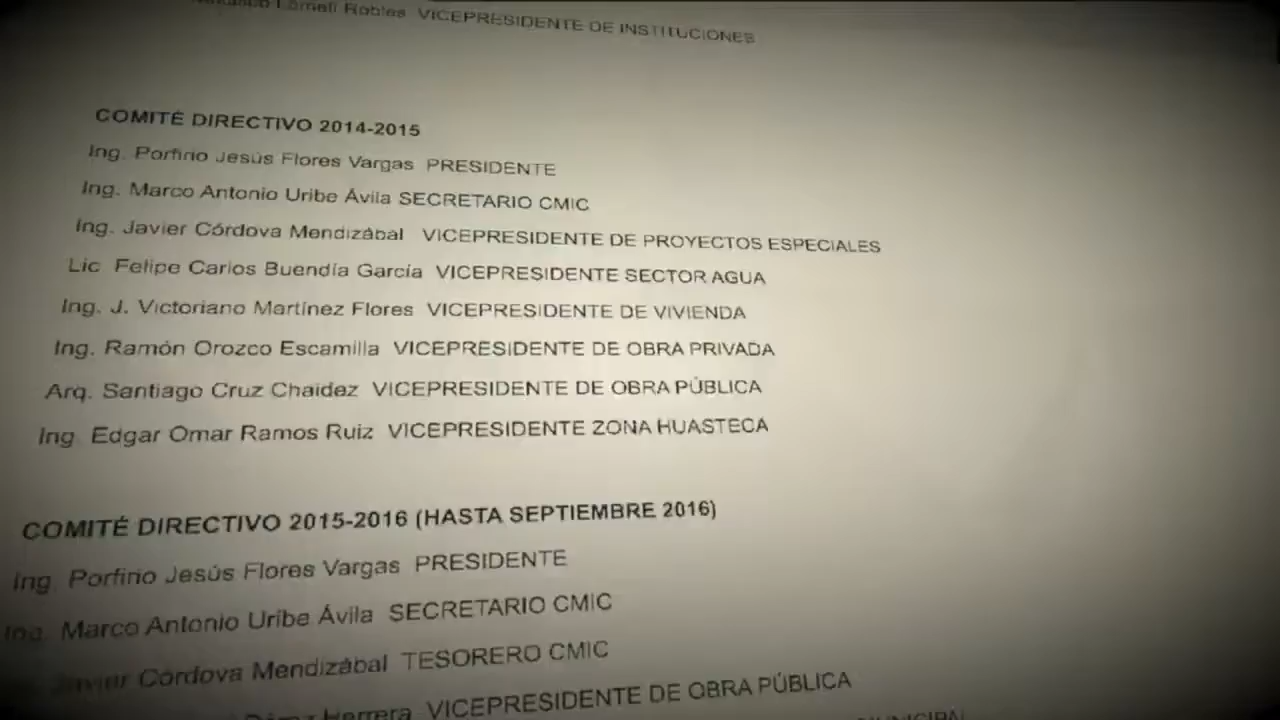 Lomelí Robles VICEPRESIDENTE DE INSTITUCIONES
COMITÉ DIRECTIVO 2014-2015
Ing. Porfirio Jesús Flores Vargas PRESIDENTE
Ing. Marco Antonio Uribe Ávila SECRETARIO CMIC
Ing. Javier Córdova Mendizábal VICEPRESIDENTE DE PROYECTOS ESPECIALES
Lic Felipe Carlos Buendía García VICEPRESIDENTE SECTOR AGUA
Ing. J. Victoriano Martínez Flores VICEPRESIDENTE DE VIVIENDA
Ing. Ramón Orozco Escamilla VICEPRESIDENTE DE OBRA PRIVADA
Arq. Santiago Cruz Chaidez VICEPRESIDENTE DE OBRA PÚBLICA
Ing. Edgar Omar Ramos Ruiz VICEPRESIDENTE ZONA HUASTECA
COMITÉ DIRECTIVO 2015-2016 (HASTA SEPTIEMBRE 2016)
Ing. Porfirio Jesús Flores Vargas PRESIDENTE
Ing. Marco Antonio Uribe Ávila SECRETARIO CMIC
Javier Córdova Mendizábal TESORERO CMIC
Herrera VICEPRESIDENTE DE OBRA PÚBLICA